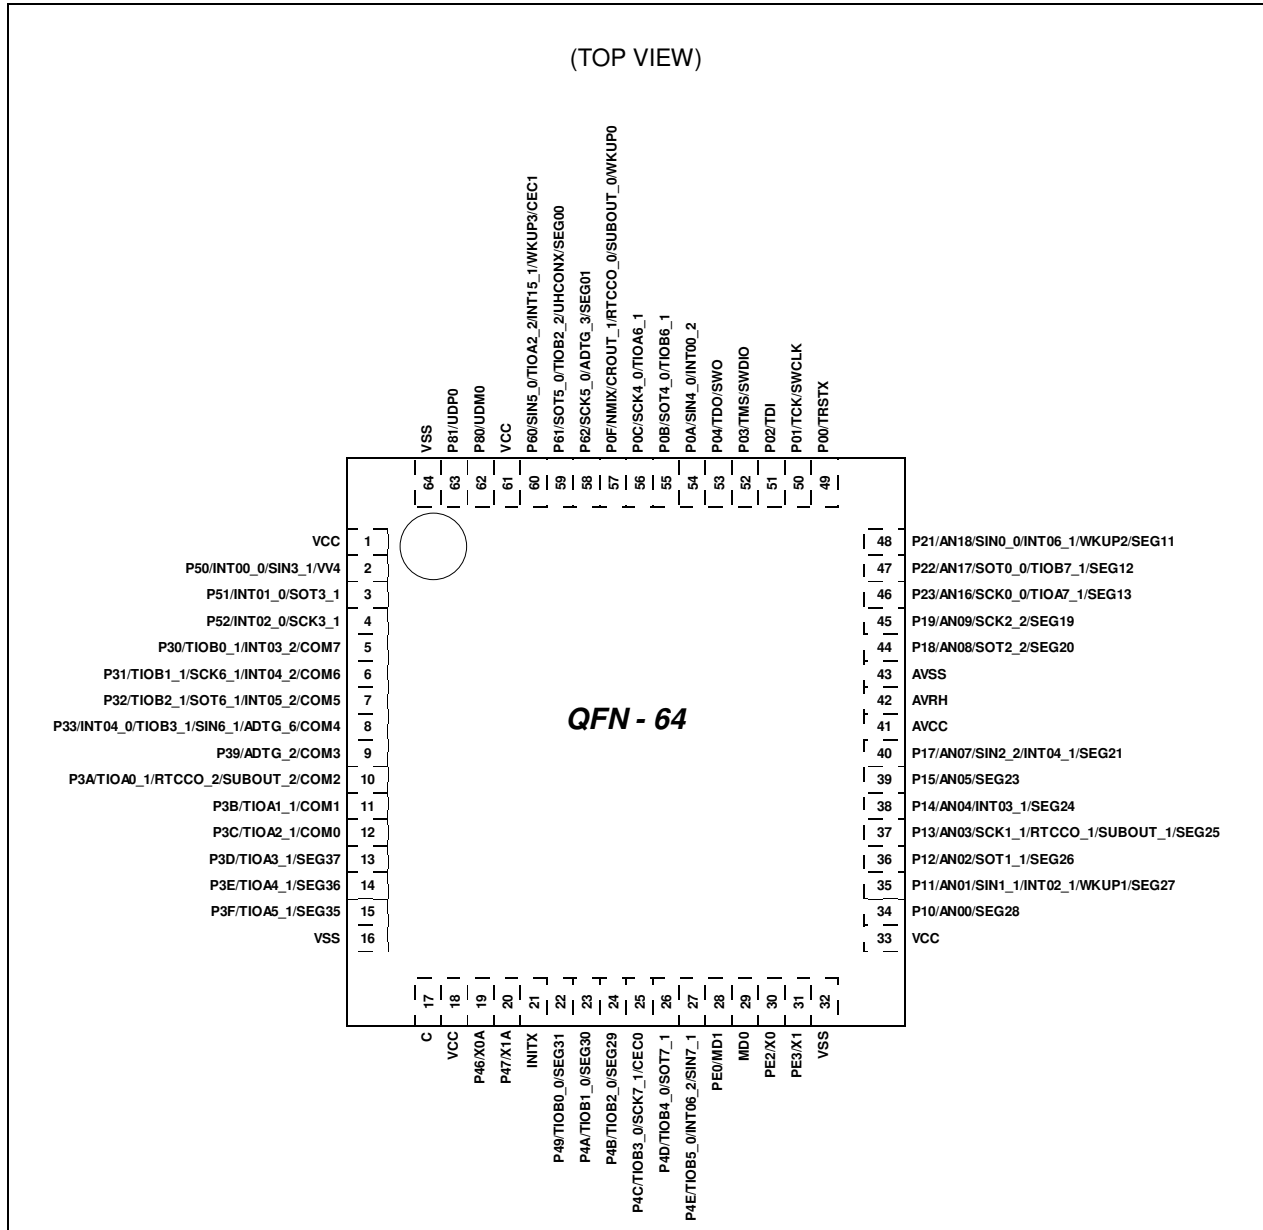 (TOP VIEW)
VSS
P81/UDP0
P80/UDM0
VCC
P60/SIN5_0/TIOA2_2/INT15_1/WKUP3/CEC1
P61/SOT5_0/TIOB2_2/UHCONX/SEG00
P62/SCK5_0/ADTG_3/SEG01
P0F/NMIX/CROUT_1/RTCCO_0/SUBOUT_0/WKUP0
P0C/SCK4_0/TIOA6_1
P0B/SOT4_0/TIOB6_1
P0A/SIN4_0/INT00_2
P04/TDO/SWO
P03/TMS/SWDIO
P02/TDI
P01/TCK/SWCLK
P00/TRSTX
64
63
62
61
60
59
58
57
56
55
54
53
52
51
50
49
VCC 1
P50/INT00_0/SIN3_1/VV4 2
P51/INT01_0/SOT3_1 3
P52/INT02_0/SCK3_1 4
P30/TIOB0_1/INT03_2/COM7 5
P31/TIOB1_1/SCK6_1/INT04_2/COM6 6
P32/TIOB2_1/SOT6_1/INT05_2/COM5 7
P33/INT04_0/TIOB3_1/SIN6_1/ADTG_6/COM4 8
P39/ADTG_2/COM3 9
P3A/TIOA0_1/RTCCO_2/SUBOUT_2/COM2 10
P3B/TIOA1_1/COM1 11
P3C/TIOA2_1/COM0 12
P3D/TIOA3_1/SEG37 13
P3E/TIOA4_1/SEG36 14
P3F/TIOA5_1/SEG35 15
VSS 16
QFN - 64
48 P21/AN18/SIN0_0/INT06_1/WKUP2/SEG11
47 P22/AN17/SOT0_0/TIOB7_1/SEG12
46 P23/AN16/SCK0_0/TIOA7_1/SEG13
45 P19/AN09/SCK2_2/SEG19
44 P18/AN08/SOT2_2/SEG20
43 AVSS
42 AVRH
41 AVCC
40 P17/AN07/SIN2_2/INT04_1/SEG21
39 P15/AN05/SEG23
38 P14/AN04/INT03_1/SEG24
37 P13/AN03/SCK1_1/RTCCO_1/SUBOUT_1/SEG25
36 P12/AN02/SOT1_1/SEG26
35 P11/AN01/SIN1_1/INT02_1/WKUP1/SEG27
34 P10/AN00/SEG28
33 VCC
17
18
19
20
21
22
23
24
25
26
27
28
29
30
31
32
C
VCC
P46/X0A
P47/X1A
INITX
P49/TIOB0_0/SEG31
P4A/TIOB1_0/SEG30
P4B/TIOB2_0/SEG29
P4C/TIOB3_0/SCK7_1/CEC0
P4D/TIOB4_0/SOT7_1
P4E/TIOB5_0/INT06_2/SIN7_1
PE0/MD1
MD0
PE2/X0
PE3/X1
VSS